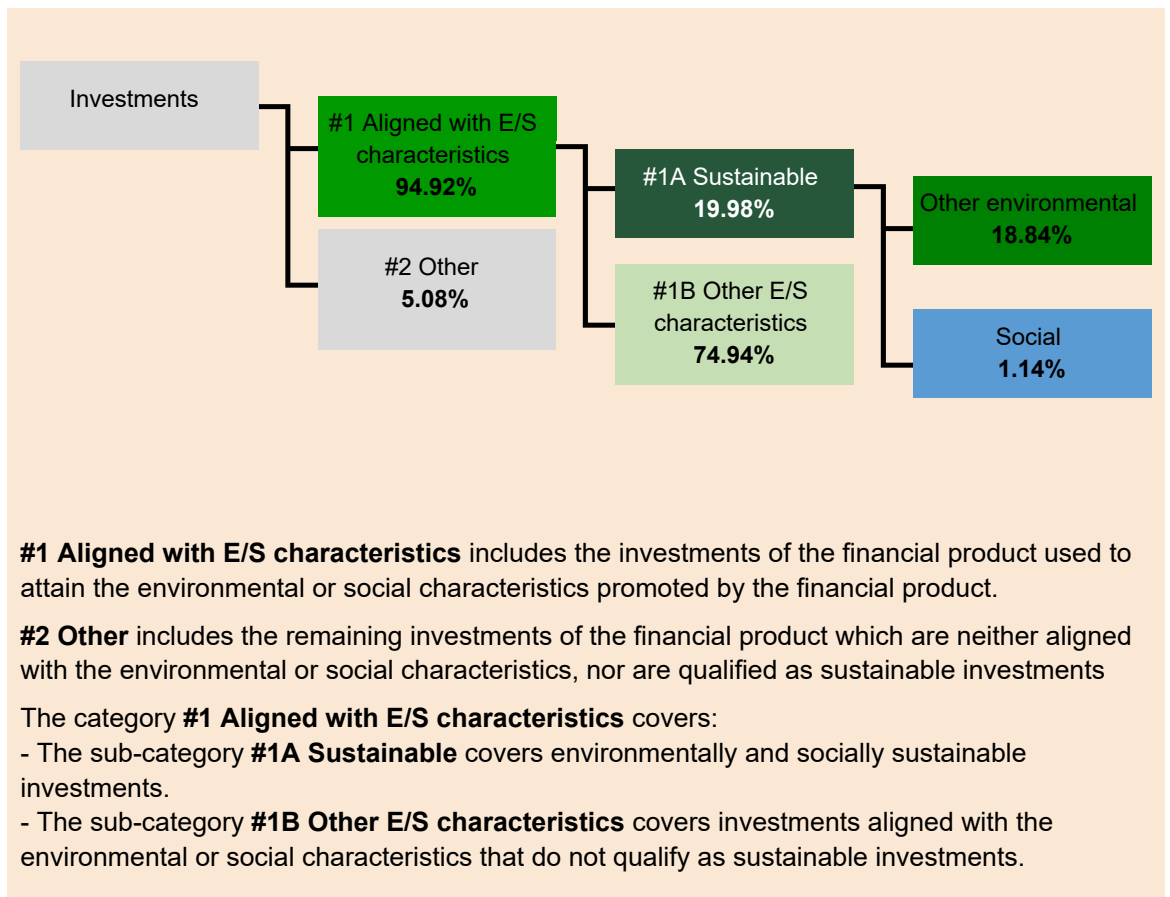 Investments
#1 Aligned with E/S
characteristics
94.92%
#2 Other
5.08%
#1A Sustainable
19.98%
#1B Other E/S
characteristics
74.94%
Other environmental
18.84%
Social
1.14%
#1 Aligned with E/S characteristics includes the investments of the financial product used to
attain the environmental or social characteristics promoted by the financial product.
#2 Other includes the remaining investments of the financial product which are neither aligned
with the environmental or social characteristics, nor are qualified as sustainable investments
The category #1 Aligned with E/S characteristics covers:
- The sub-category #1A Sustainable covers environmentally and socially sustainable
investments.
- The sub-category #1B Other E/S characteristics covers investments aligned with the
environmental or social characteristics that do not qualify as sustainable investments.